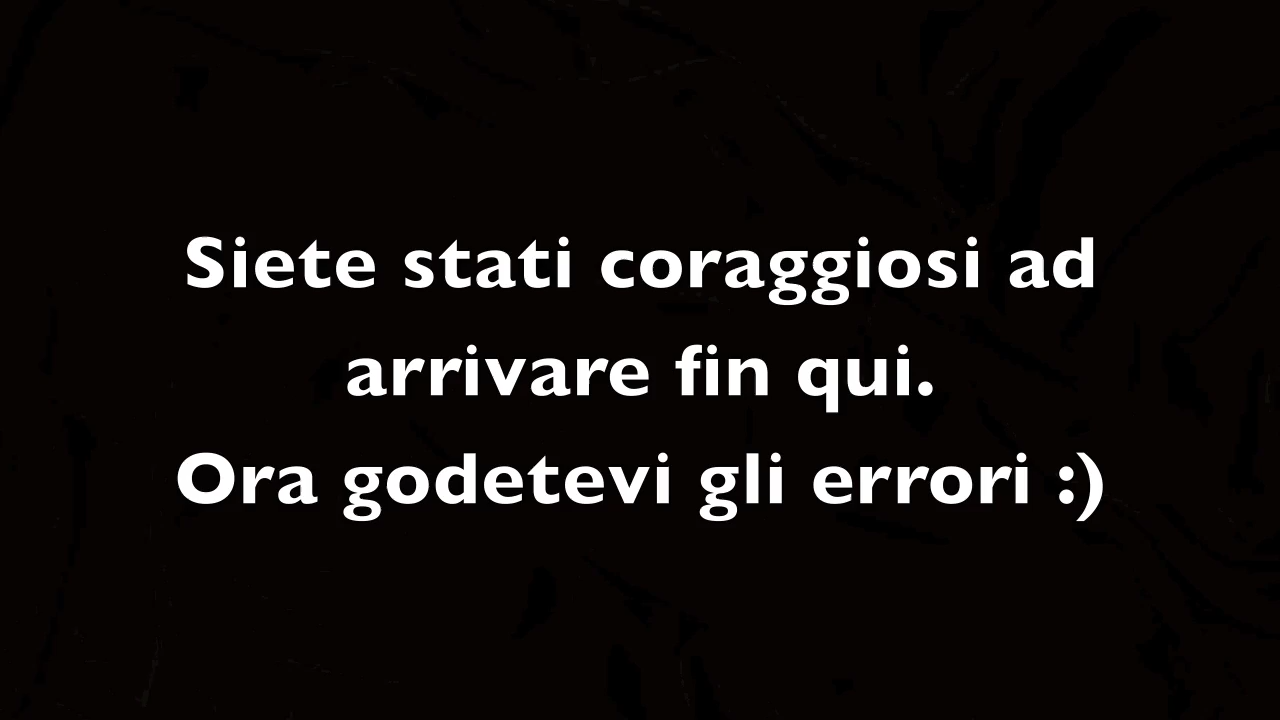 Siete stati coraggiosi ad
arrivare fin qui.
Ora godetevi gli errori :)